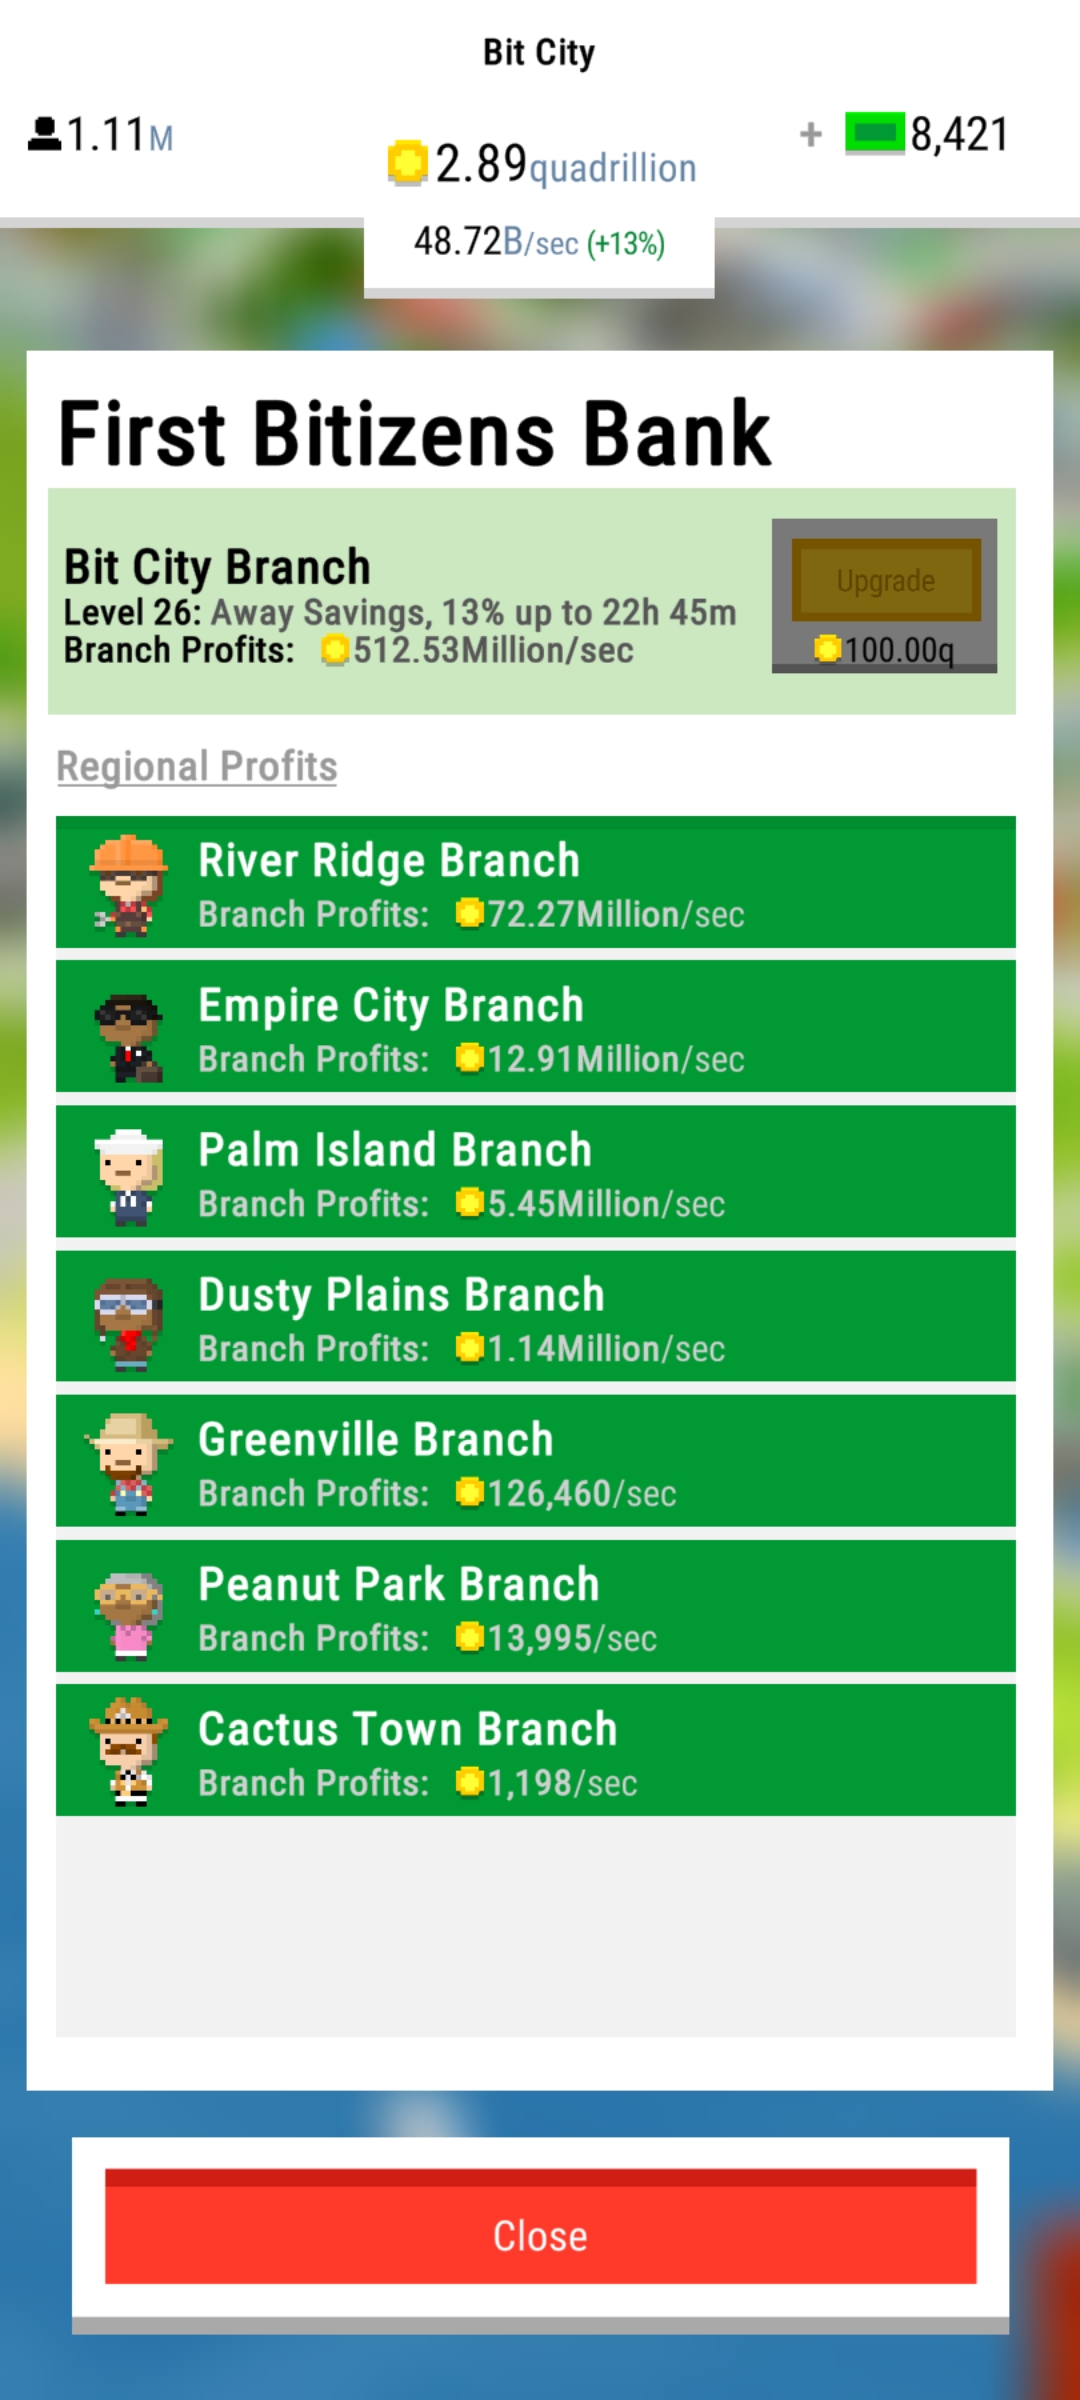 Bit City
1.11M
2.89quadrillion
+ 8,421
48.72B/sec (+13%)
First Bitizens Bank
Bit City Branch
Level 26: Away Savings, 13% up to 22h 45m
Branch Profits: 512.53Million/sec
Upgrade
100.00q
Regional Profits
River Ridge Branch
Branch Profits: 72.27Million/sec
Empire City Branch
Branch Profits: 12.91Million/sec
Palm Island Branch
Branch Profits: 5.45Million/sec
Dusty Plains Branch
Branch Profits: 1.14Million/sec
Greenville Branch
Branch Profits: 126,460/sec
Peanut Park Branch
Branch Profits: 13,995/sec
Cactus Town Branch
Branch Profits: 1,198/sec
Close